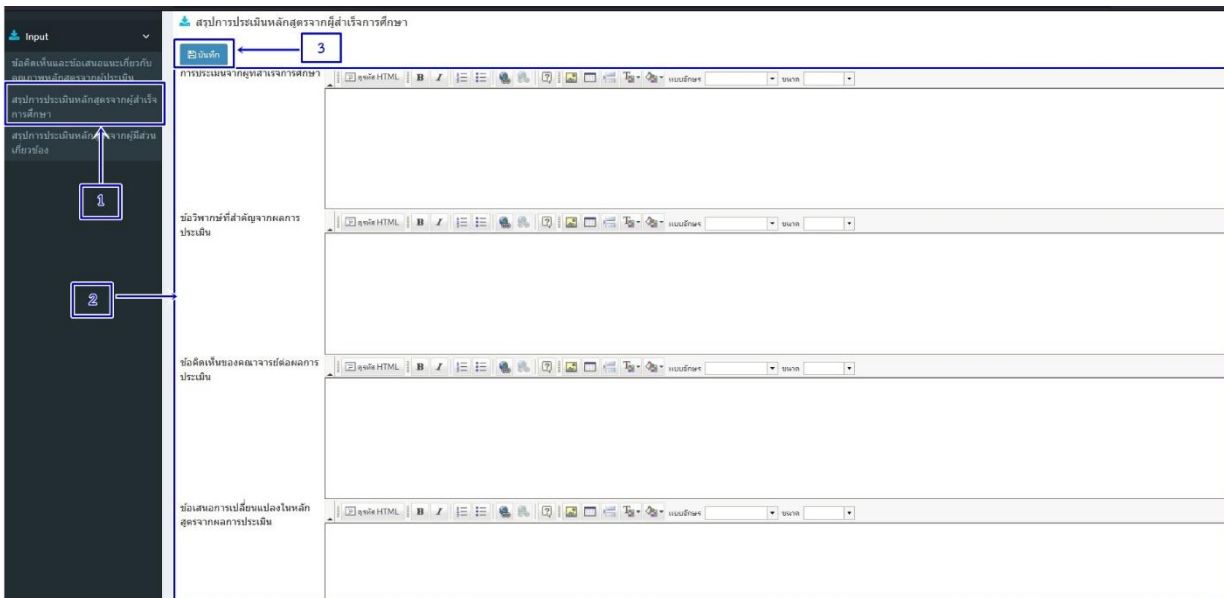 สรุปการประเมินหลักสูตรจากผู้สำเร็จการศึกษา
Input
บันทึก
3
ข้อคิดเห็นและข้อเสนอแนะเกี่ยวกับ
คุณภาพหลักสูตรจากผู้ประเมิน
สรุปการประเมินหลักสูตรจากผู้สำเร็จ
การศึกษา
สรุปการประเมินหลักสูตรจากผู้มีส่วน
เกี่ยวข้อง
1
2
การประเมินจากผู้ที่สำเร็จการศึกษา
ดูรหัส HTML B I แบบอักษร ขนาด
ข้อวิพากษ์ที่สำคัญจากผลการ
ประเมิน
ดูรหัส HTML B I แบบอักษร ขนาด
ข้อคิดเห็นของคณาจารย์ต่อผลการ
ประเมิน
ดูรหัส HTML B I แบบอักษร ขนาด
ข้อเสนอการเปลี่ยนแปลงในหลัก
สูตรจากผลการประเมิน
ดูรหัส HTML B I แบบอักษร ขนาด